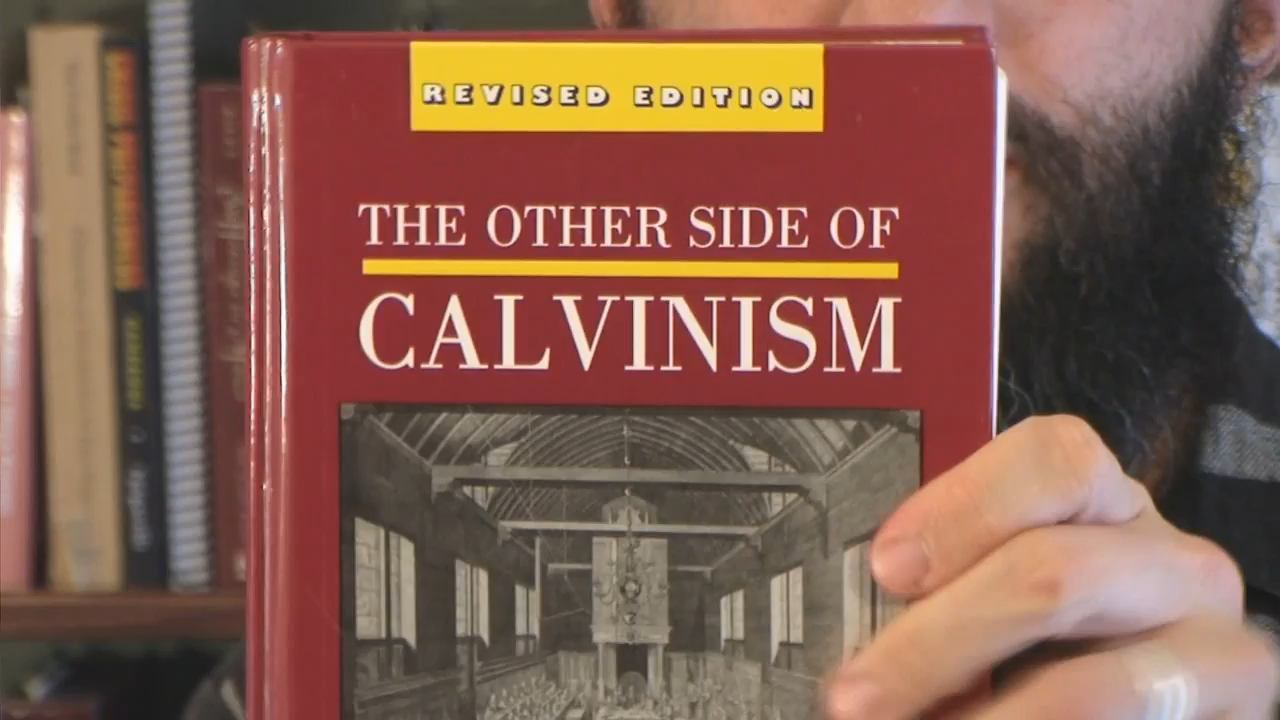 REVISED EDITION
THE OTHER SIDE OF
CALVINISM